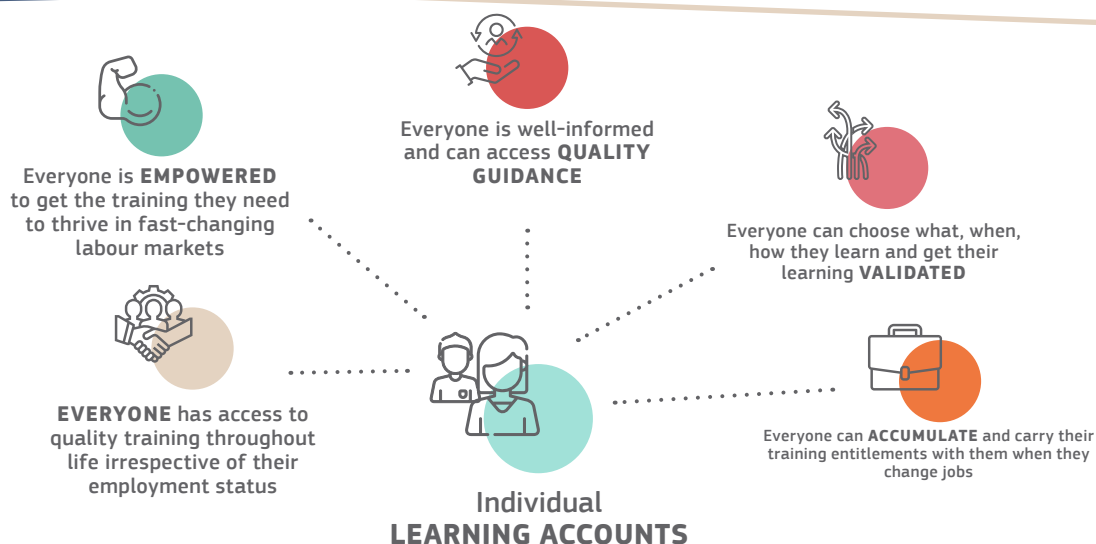 Everyone is EMPOWERED
to get the training they need
to thrive in fast-changing
labour markets
Everyone is well-informed
and can access QUALITY
GUIDANCE
Everyone can choose what, when,
how they learn and get their
learning VALIDATED
EVERYONE has access to
quality training throughout
life irrespective of their
employment status
Everyone can ACCUMULATE and carry their
training entitlements with them when they
change jobs
Individual
LEARNING ACCOUNTS